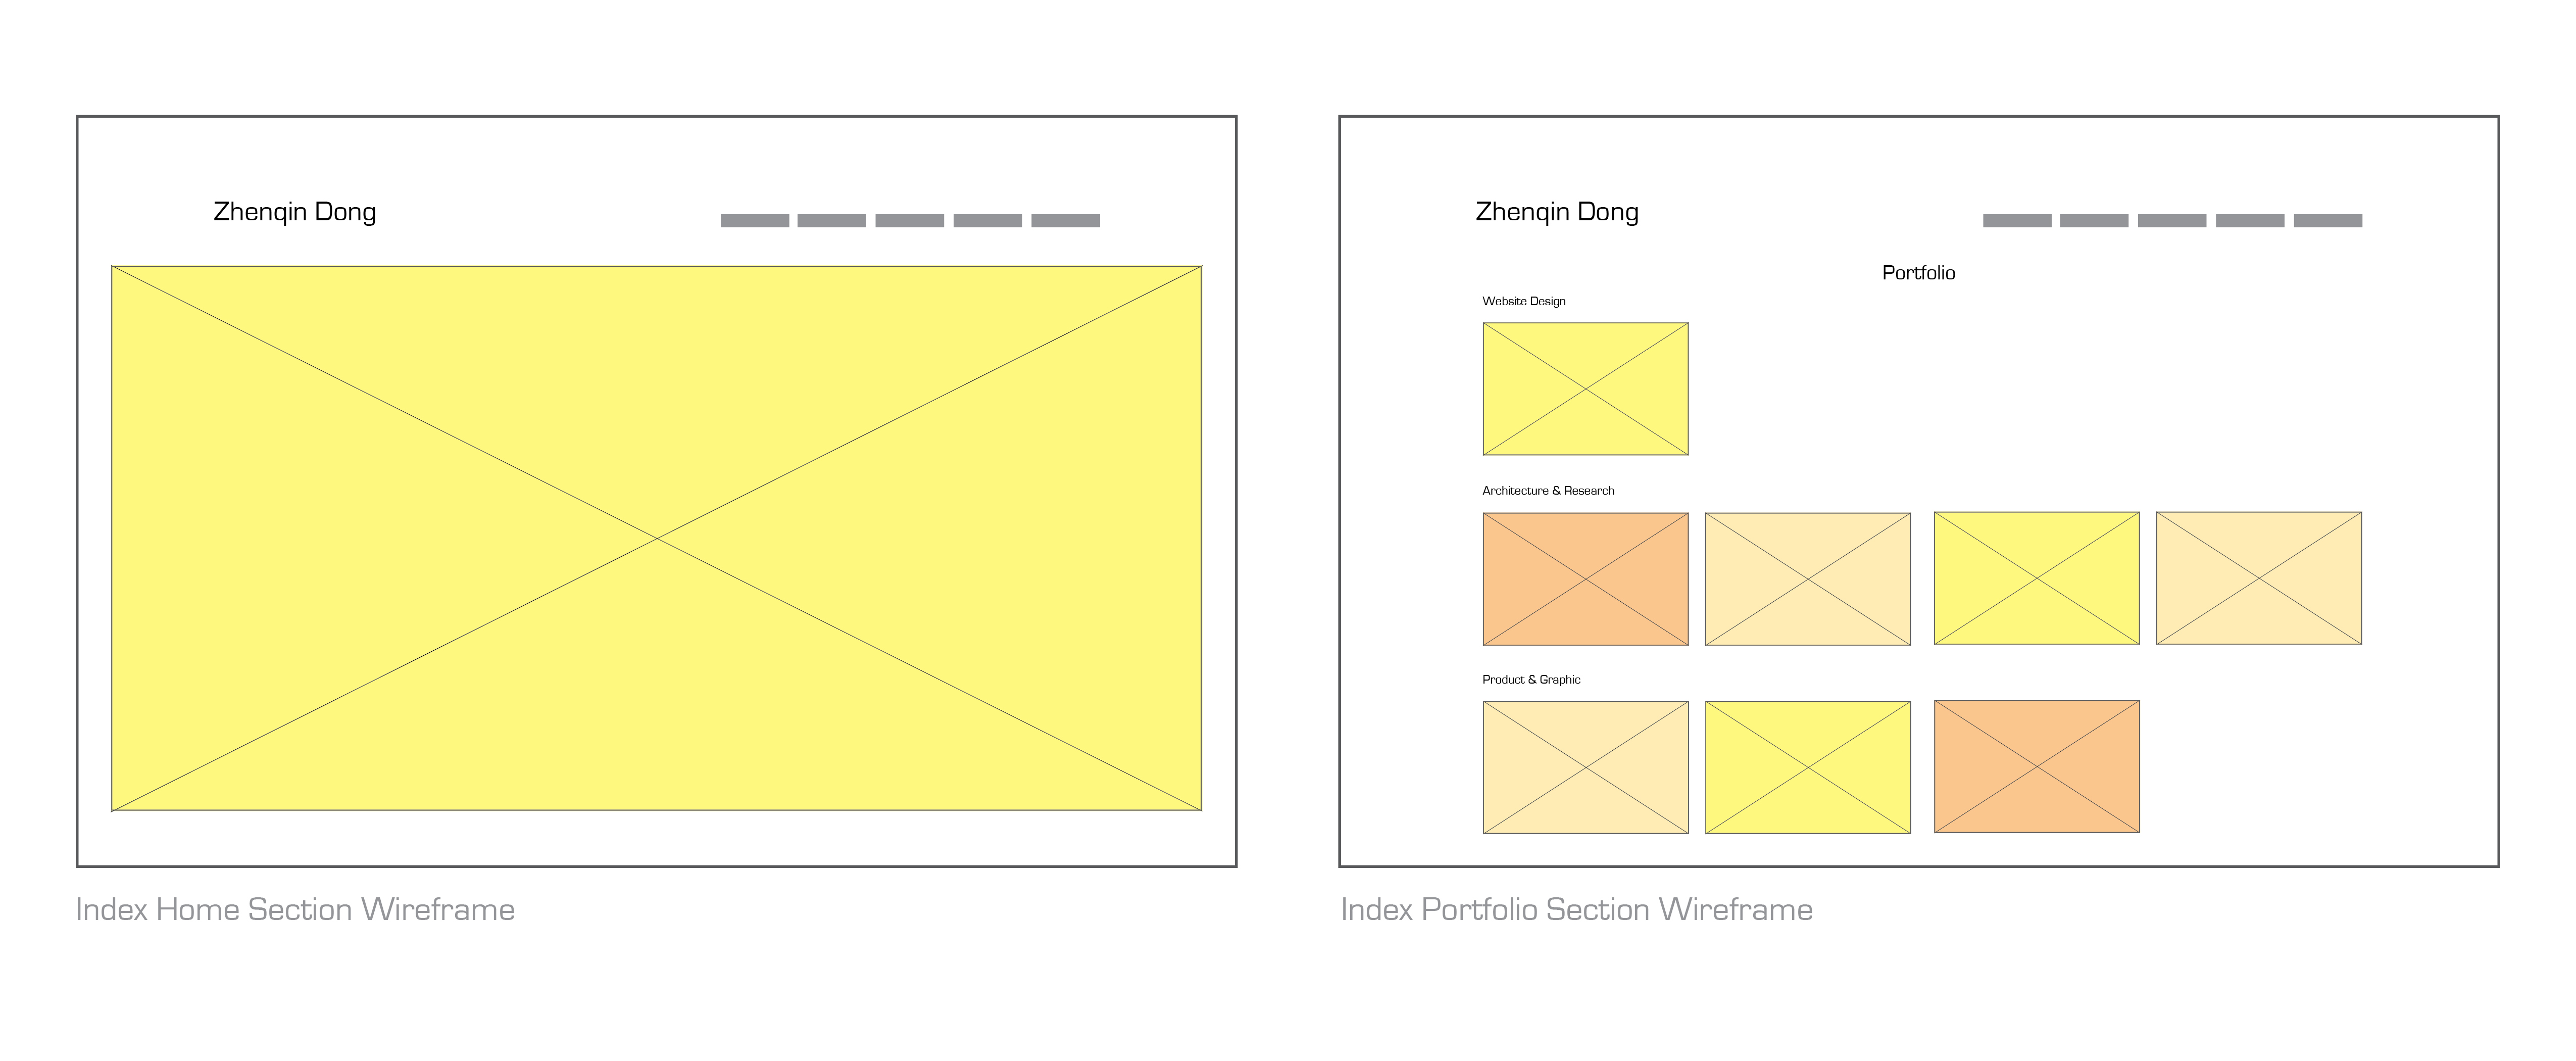 Zhenqin Dong
Index Home Section Wireframe
Zhenqin Dong
Portfolio
Website Design
Architecture & Research
Product & Graphic
Index Portfolio Section Wireframe